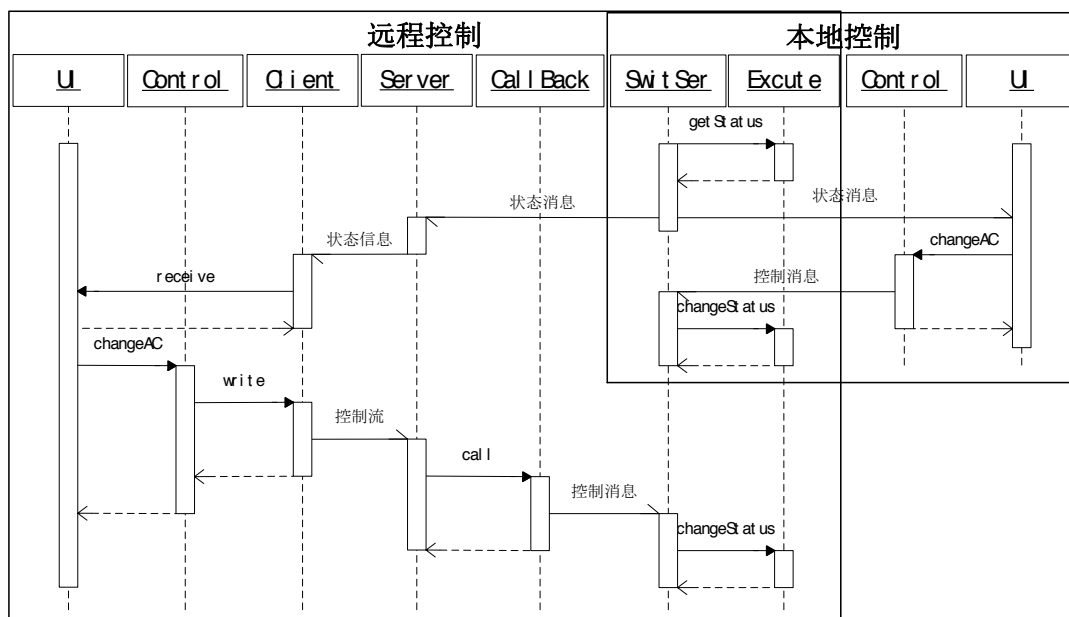 远程控制
本地控制
UI
Control
Client
Server
CallBack
SwitSer
Excute
Control
UI
getStatus
状态消息
状态消息
状态信息
changeAC
receive
控制消息
changeStatus
changeAC
write
控制流
call
控制消息
changeStatus